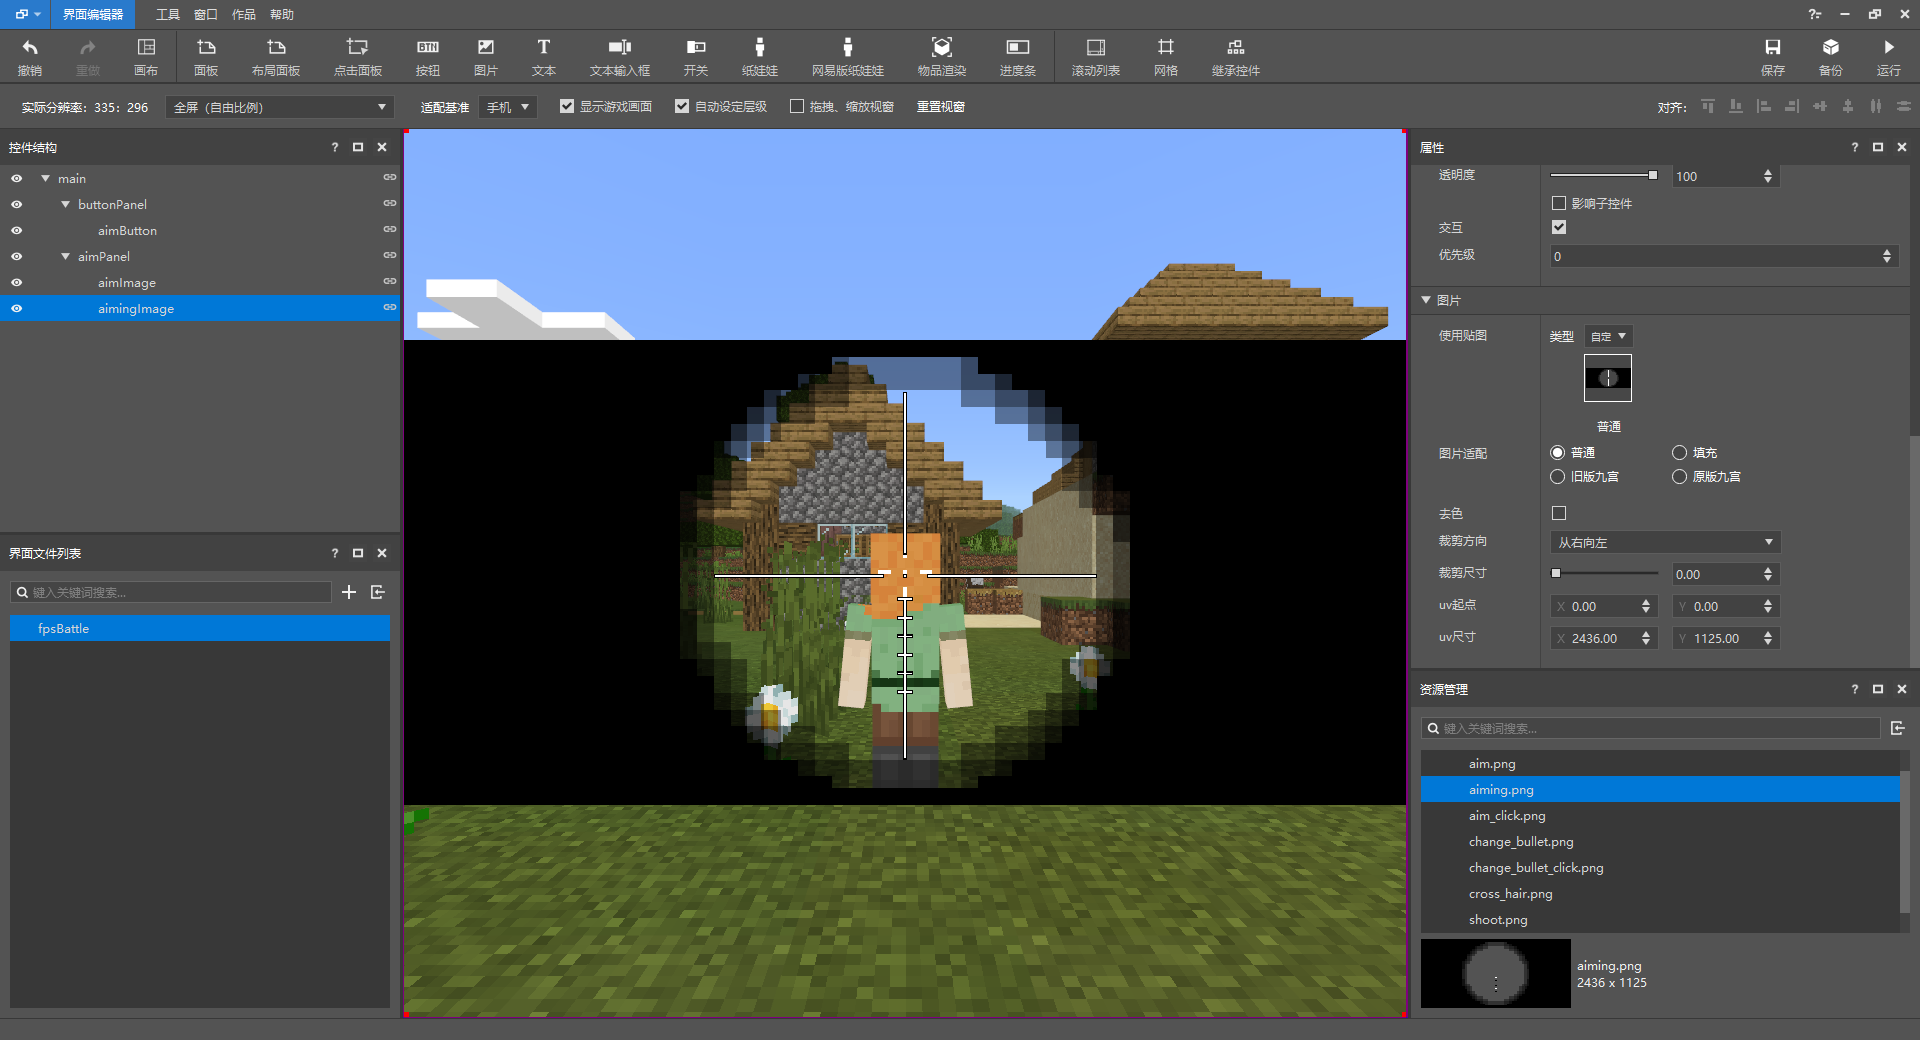 界面编辑器
工具 窗口 作品 帮助
撤销 重做 画布 面板 布局面板 点击面板 按钮 图片 文本 文本输入框 开关 纸娃娃 网易版纸娃娃 物品渲染 进度条 滚动列表 网格 继承控件 保存 备份 运行
实际分辨率：335：296 全屏（自由比例） 适配基准 手机 显示游戏画面 自动设定层级 拖拽、缩放视窗 重置视窗 对齐：
控件结构
main
buttonPanel
aimButton
aimPanel
aimImage
aimingImage
界面文件列表
键入关键词搜索...
fpsBattle
属性
透明度 100
影响子控件
交互
优先级 0
图片
使用贴图 类型 自定
普通
图片适配 普通 填充
旧版九宫 原版九宫
去色
裁剪方向 从右向左
裁剪尺寸 0.00
uv起点 X 0.00 Y 0.00
uv尺寸 X 2436.00 Y 1125.00
资源管理
键入关键词搜索...
aim.png
aiming.png
aim_click.png
change_bullet.png
change_bullet_click.png
cross_hair.png
shoot.png
aiming.png
2436 x 1125